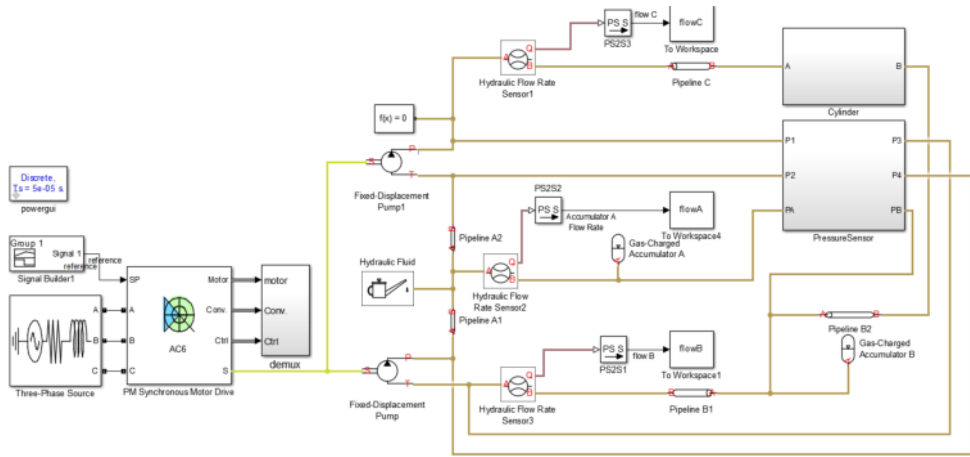 flow C
PS S
flowC
PS2S3
To Workspace
Q
A
B
Hydraulic Flow Rate
Sensor1
A
B
Pipeline C
A
B
Cylinder
f(x) = 0
P
S
T
Fixed-Displacement
Pump1
P1
P3
P2
P4
PA
PB
PressureSensor
Discrete,
Ts = 5e-05 s.
powergui
PS2S2
PS S
Accumulator A
Flow Rate
flowA
To Workspace4
Pipeline A2
Gas-Charged
Accumulator A
Group 1
Signal 1
reference
reference
Signal Builder1
Hydraulic Fluid
Q
A
B
Hydraulic Flow
Rate Sensor2
SP
Motor
motor
A
A
Conv.
Conv.
B
B
Ctrl
Ctrl
C
C
S
AC6
demux
Three-Phase Source
PM Synchronous Motor Drive
Pipeline A1
Pipeline B2
Gas-Charged
Accumulator B
P
S
T
Fixed-Displacement
Pump
PS S
flow B
flowB
PS2S1
To Workspace1
Q
A
B
Hydraulic Flow Rate
Sensor3
B
A
Pipeline B1